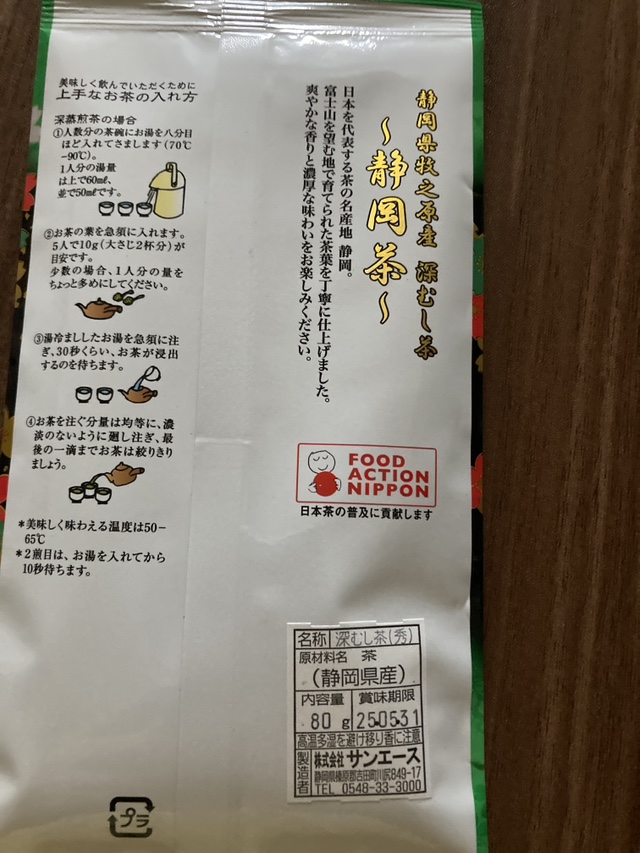 静岡県牧之原産 深むし茶
～静岡茶～
日本を代表する茶の名産地 静岡。
富士山を望む地で育てられた茶葉を丁寧に仕上げました。
爽やかな香りと濃厚な味わいをお楽しみください。
美味しく飲んでいただくために
上手なお茶の入れ方
深蒸煎茶の場合
①人数分の茶碗にお湯を八分目
ほど入れてさまします(70℃
−90℃)。
1人分の湯量
は上で60㎖、
並で50㎖です。
②お茶の葉を急須に入れます。
5人で10g(大さじ2杯分)が
目安です。
少数の場合、1人分の量を
ちょっと多めにしてください。
③湯冷まししたお湯を急須に注
ぎ、30秒くらい、お茶が浸出
するのを待ちます。
④お茶を注ぐ分量は均等に、濃
淡のないように廻し注ぎ、最
後の一滴までお茶は絞りきり
ましょう。
*美味しく味わえる温度は50−
65℃
*2煎目は、お湯を入れてから
10秒待ちます。
FOOD
ACTION
NIPPON
日本茶の普及に貢献します
名称 深むし茶(秀)
原材料名 茶
(静岡県産)
内容量 賞味期限
80 g 250531
高温多湿を避け移り香に注意
製造者 株式会社 サンエース
静岡県榛原郡吉田町川尻849-17
TEL 0548-33-3000
プラ